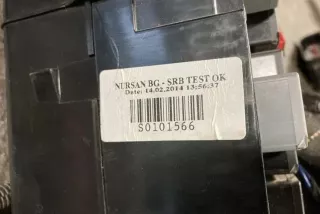 NURSAN BG - SRB TEST OK
Date: 14.02.2014 13:56:37
S0101566